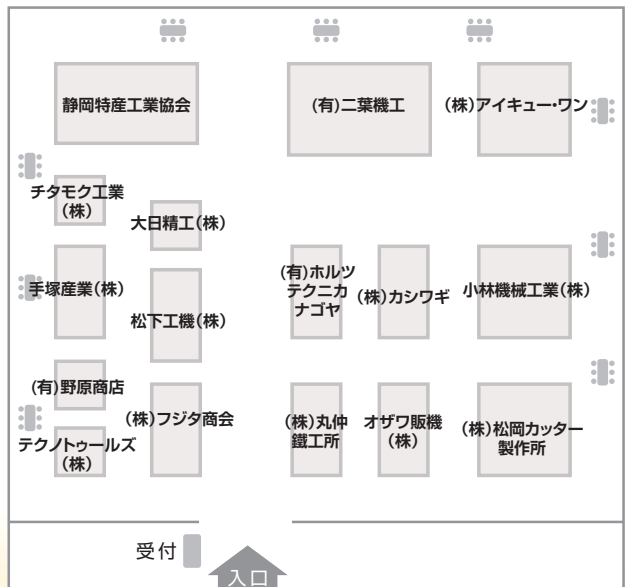 静岡特産工業協会
(有)二葉機工
(株)アイキュー・ワン
チタモク工業
(株)
大日精工(株)
手塚産業(株)
松下工機(株)
(有)ホルツ
テクニカ
ナゴヤ
(株)カシワギ
小林機械工業(株)
(有)野原商店
テクノトゥールズ
(株)
(株)フジタ商会
(株)丸仲
鐵工所
オザワ販機
(株)
(株)松岡カッター
製作所
受付
入口